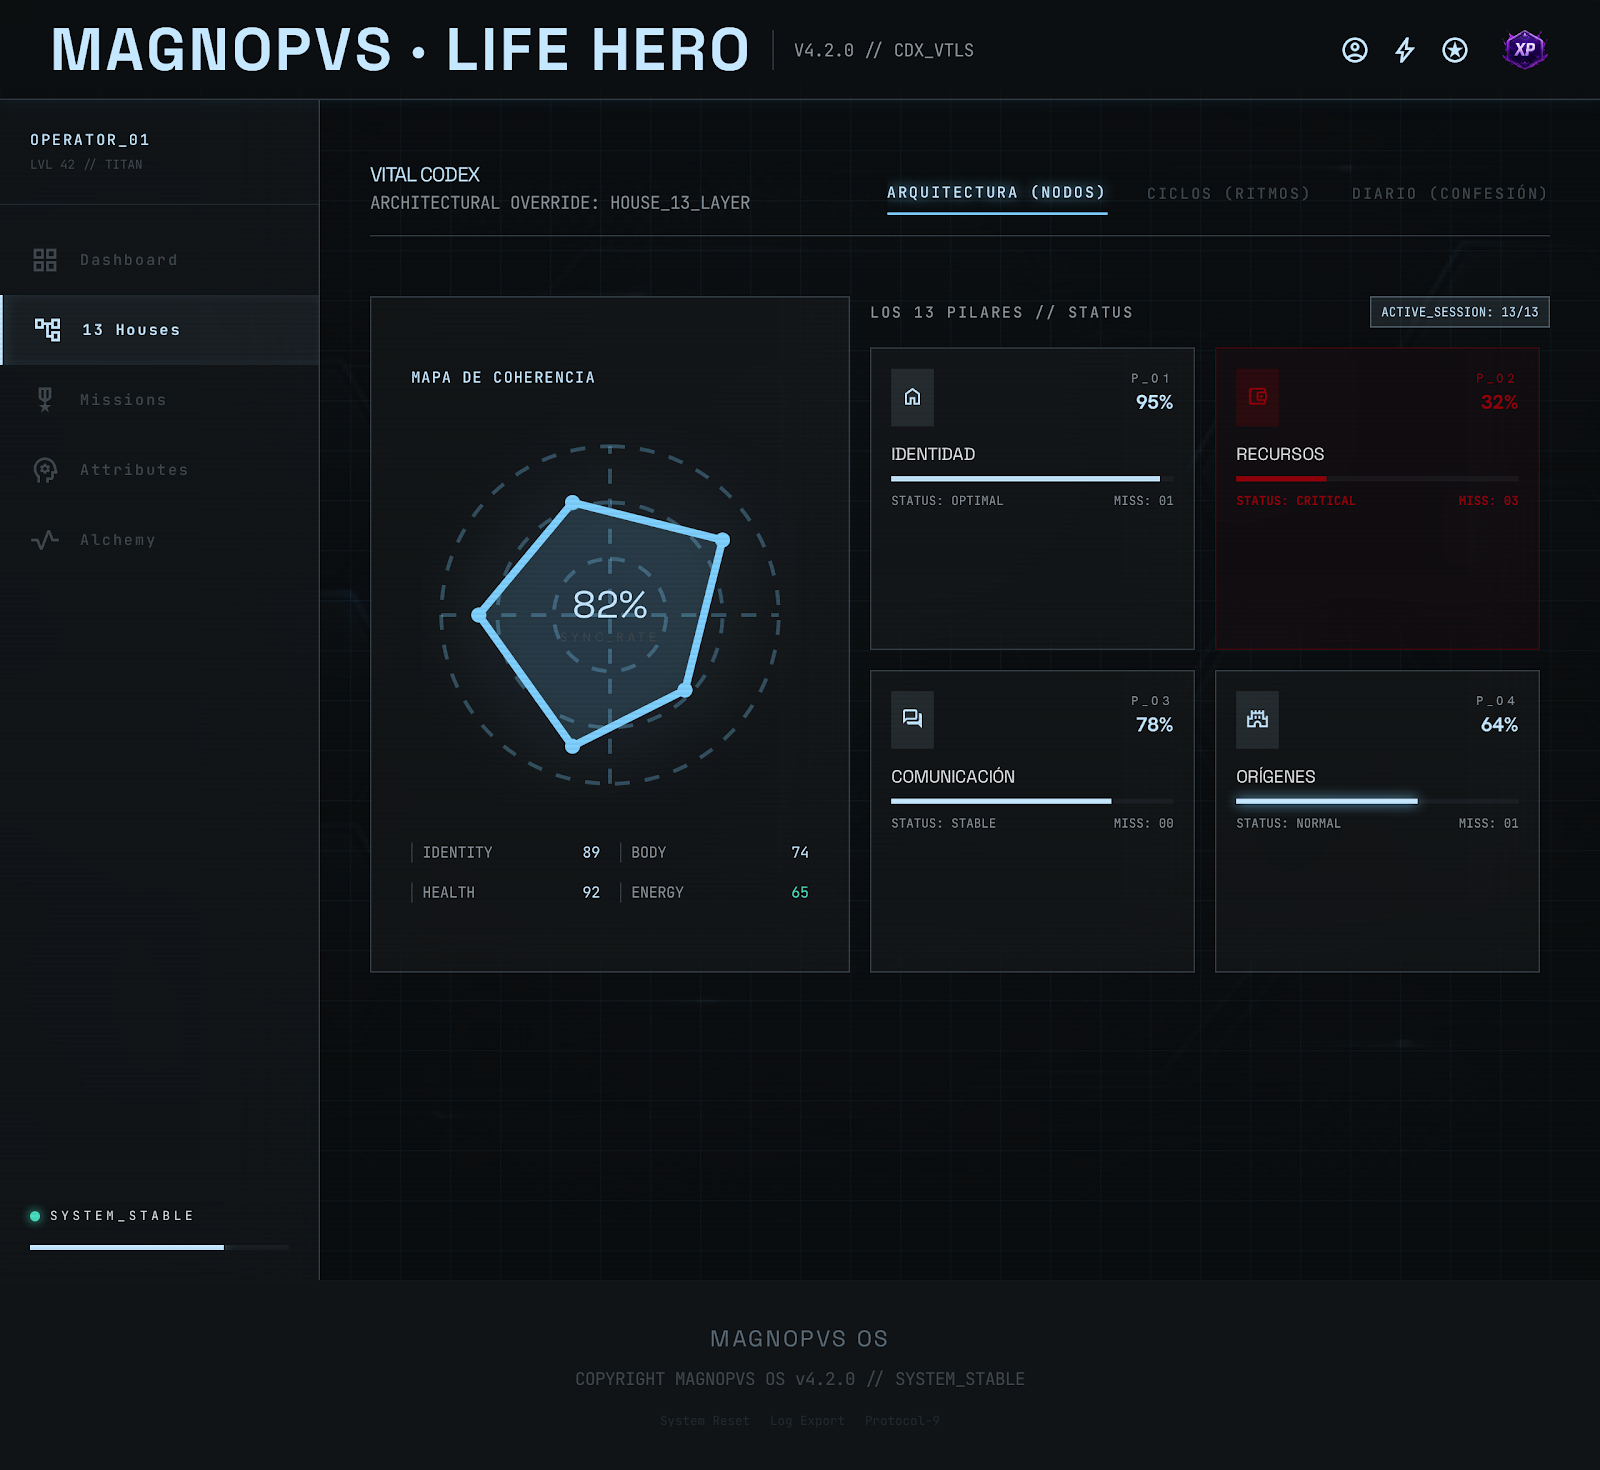 MAGNOPVS · LIFE HERO
V4.2.0 // CDX_VTLS
XP
OPERATOR_01
LVL 42 // TITAN
Dashboard
13 Houses
Missions
Attributes
Alchemy
SYSTEM_STABLE
VITAL CODEX
ARCHITECTURAL OVERRIDE: HOUSE_13_LAYER
ARQUITECTURA (NODOS)
CICLOS (RITMOS)
DIARIO (CONFESIÓN)
MAPA DE COHERENCIA
82%
SYNC_RATE
IDENTITY 89
BODY 74
HEALTH 92
ENERGY 65
LOS 13 PILARES // STATUS
ACTIVE_SESSION: 13/13
P_01
95%
IDENTIDAD
STATUS: OPTIMAL MISS: 01
P_02
32%
RECURSOS
STATUS: CRITICAL MISS: 03
P_03
78%
COMUNICACIÓN
STATUS: STABLE MISS: 00
P_04
64%
ORÍGENES
STATUS: NORMAL MISS: 01
MAGNOPVS OS
COPYRIGHT MAGNOPVS OS v4.2.0 // SYSTEM_STABLE
System Reset Log Export Protocol-9